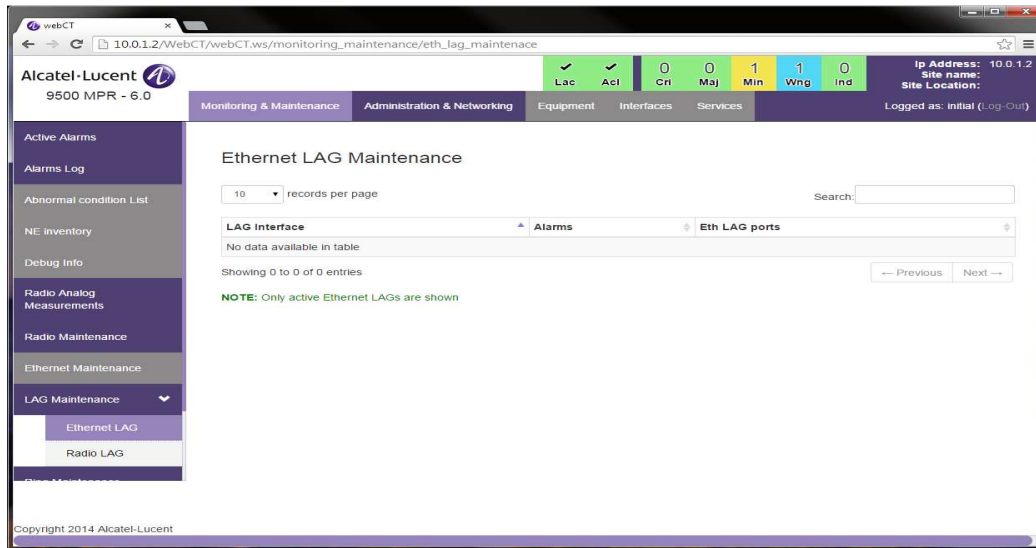 webCT
10.0.1.2/WebCT/webCT.ws/monitoring_maintenance/eth_lag_maintenace
Alcatel·Lucent
9500 MPR - 6.0
Lac
Acl
0
Cri
0
Maj
1
Min
1
Wng
0
Ind
Ip Address: 10.0.1.2
Site name:
Site Location:
Monitoring & Maintenance
Administration & Networking
Equipment
Interfaces
Services
Logged as: initial (Log-Out)
Active Alarms
Alarms Log
Abnormal condition List
NE inventory
Debug Info
Radio Analog
Measurements
Radio Maintenance
Ethernet Maintenance
LAG Maintenance
Ethernet LAG
Radio LAG
Ethernet LAG Maintenance
10 records per page
Search:
LAG Interface Alarms Eth LAG ports
No data available in table
Showing 0 to 0 of 0 entries
← Previous Next →
NOTE: Only active Ethernet LAGs are shown
Copyright 2014 Alcatel-Lucent